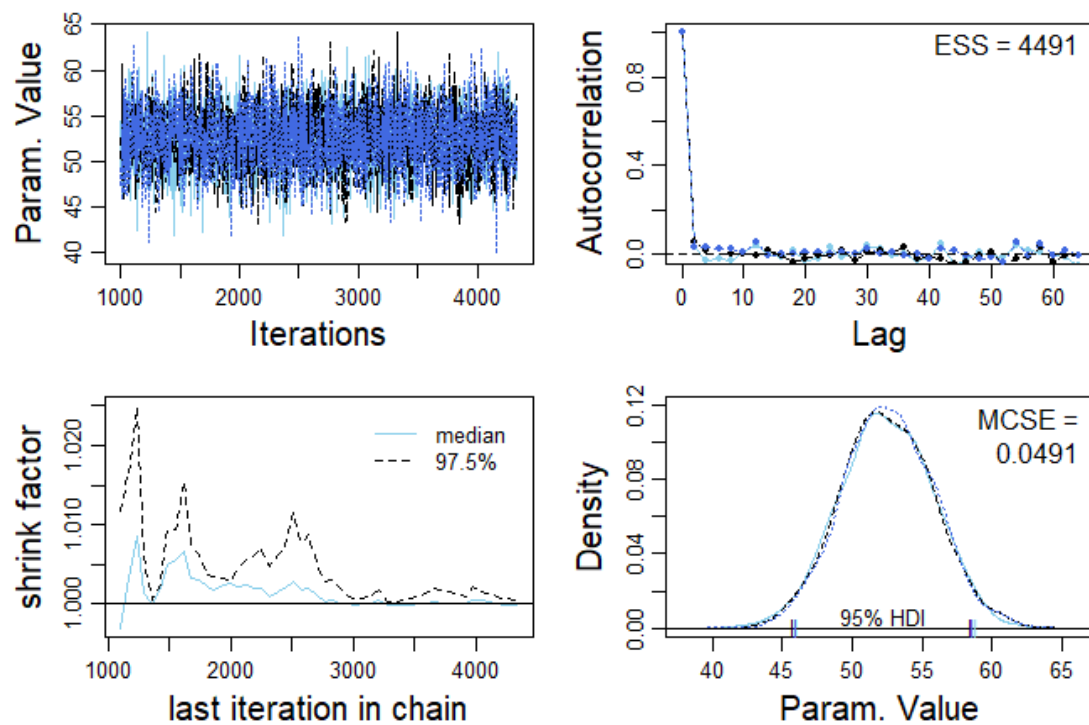 Param. Value
40 45 50 55 60 65
1000 2000 3000 4000
Iterations
Autocorrelation
0.0 0.4 0.8
ESS = 4491
0 10 20 30 40 50 60
Lag
shrink factor
1.000 1.010 1.020
median
97.5%
1000 2000 3000 4000
last iteration in chain
Density
0.00 0.04 0.08 0.12
MCSE =
0.0491
95% HDI
40 45 50 55 60 65
Param. Value